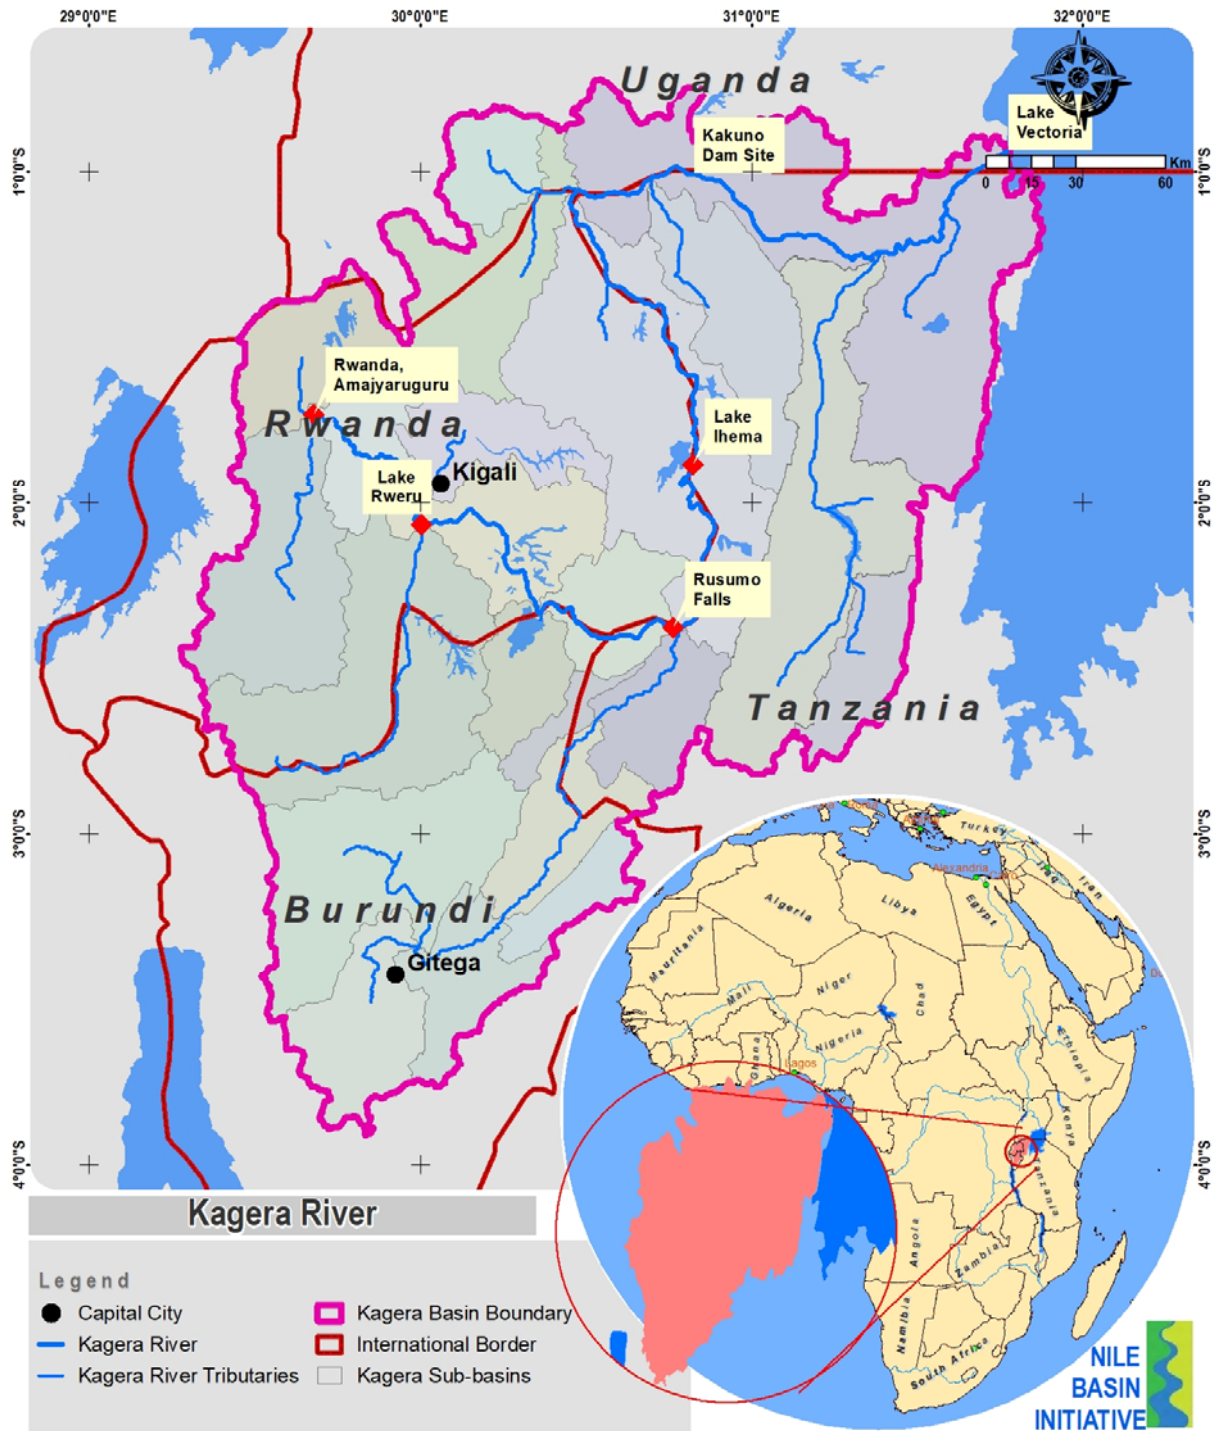 29°0'0"E
30°0'0"E
31°0'0"E
32°0'0"E
Uganda
Lake
Vectoria
Kakuno
Dam Site
Km
0 15 30 60
1°0'0"S
1°0'0"S
Rwanda,
Amajyaruguru
Rwanda
Lake
Ihema
Lake
Rweru
Kigali
2°0'0"S
2°0'0"S
Rusumo
Falls
Tanzania
3°0'0"S
3°0'0"S
Burundi
Gitega
4°0'0"S
4°0'0"S
Turkey
Alexandria
Iraq
Iran
Algeria
Libya
Egypt
Mauritania
Mali
Niger
Chad
Nigeria
Ghana
Lagos
Ethiopia
Kenya
Tanzania
Angola
Zambia
Namibia
South Africa
Kagera River
Legend
Capital City
Kagera River
Kagera River Tributaries
Kagera Basin Boundary
International Border
Kagera Sub-basins
NILE
BASIN
INITIATIVE